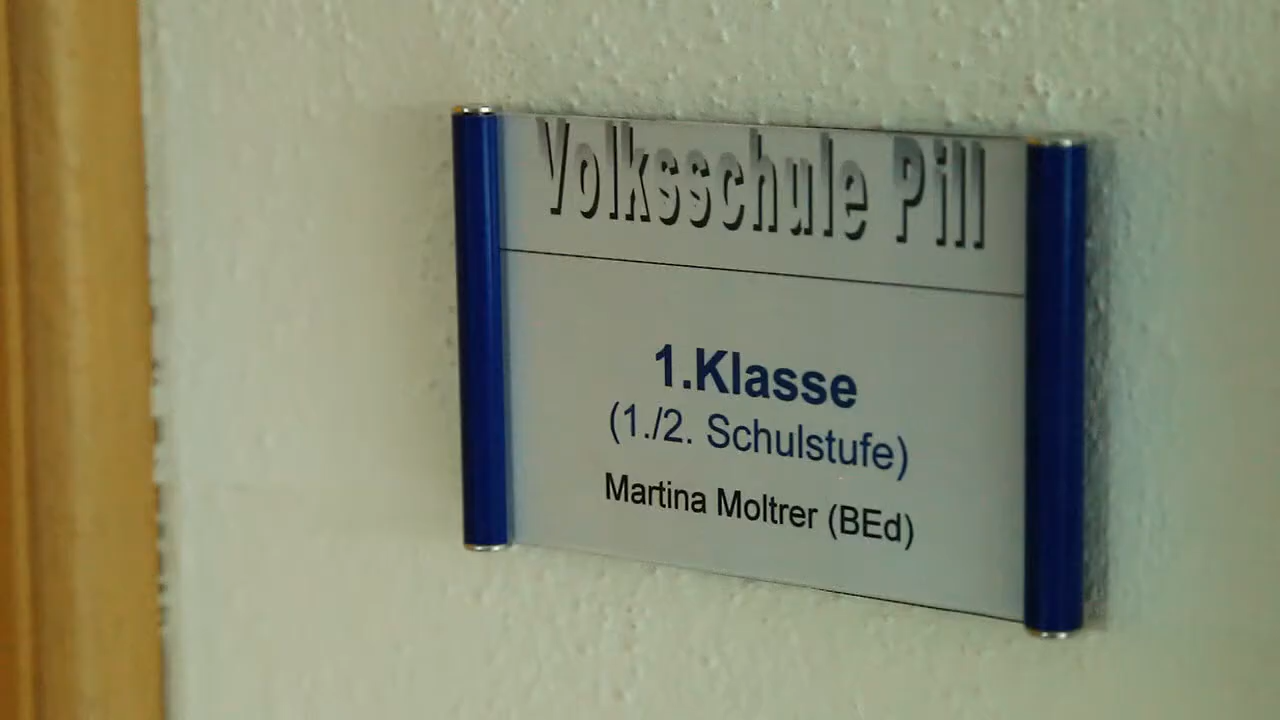 Volksschule Pill
1.Klasse
(1./2. Schulstufe)
Martina Moltrer (BEd)